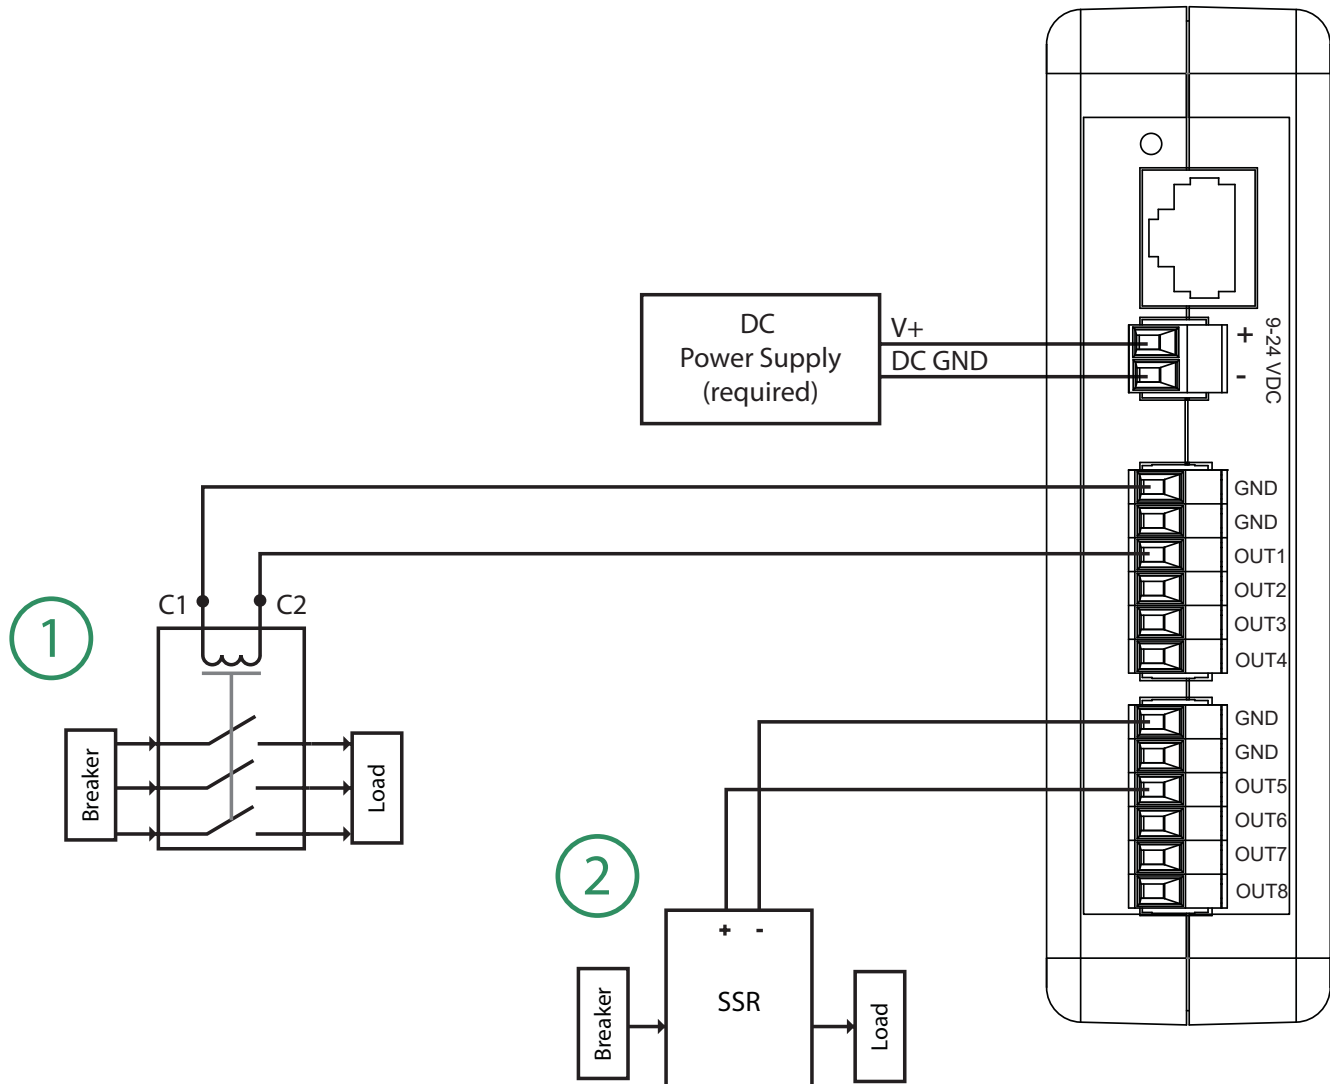 DC
Power Supply
(required)
V+
DC GND
+
-
9-24 VDC
GND
GND
OUT1
OUT2
OUT3
OUT4
C1
C2
1
Breaker
Load
GND
GND
OUT5
OUT6
OUT7
OUT8
2
+ -
SSR
Breaker
Load